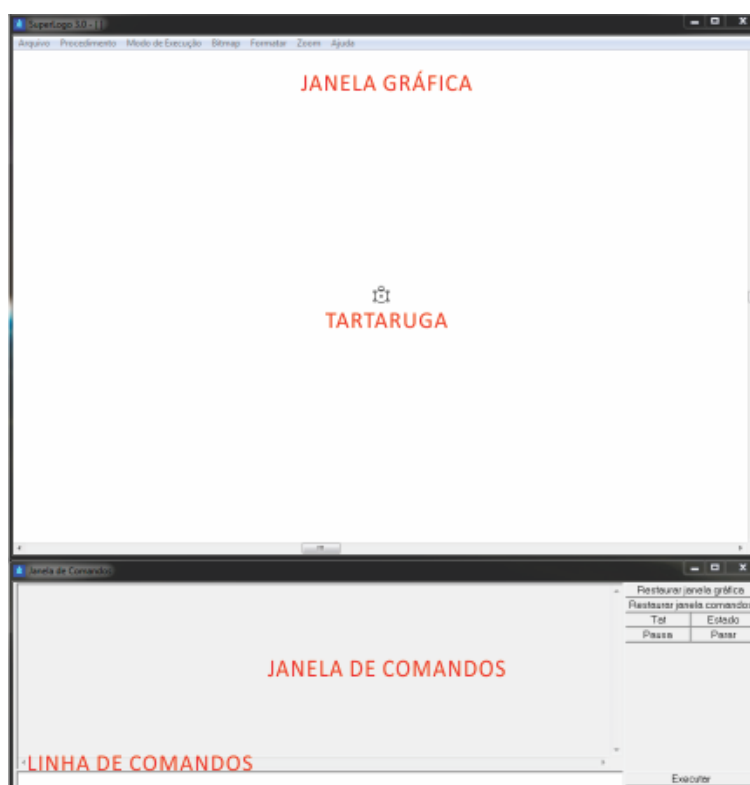 SuperLogo 3.0 - [ ]
Arquivo Procedimento Modo de Execução Bitmap Formatar Zoom Ajuda
JANELA GRÁFICA
TARTARUGA
Janela de Comandos
Restaurar janela gráfica
Restaurar janela comandos
Tat Estado
Pausa Parar
JANELA DE COMANDOS
LINHA DE COMANDOS
Executar